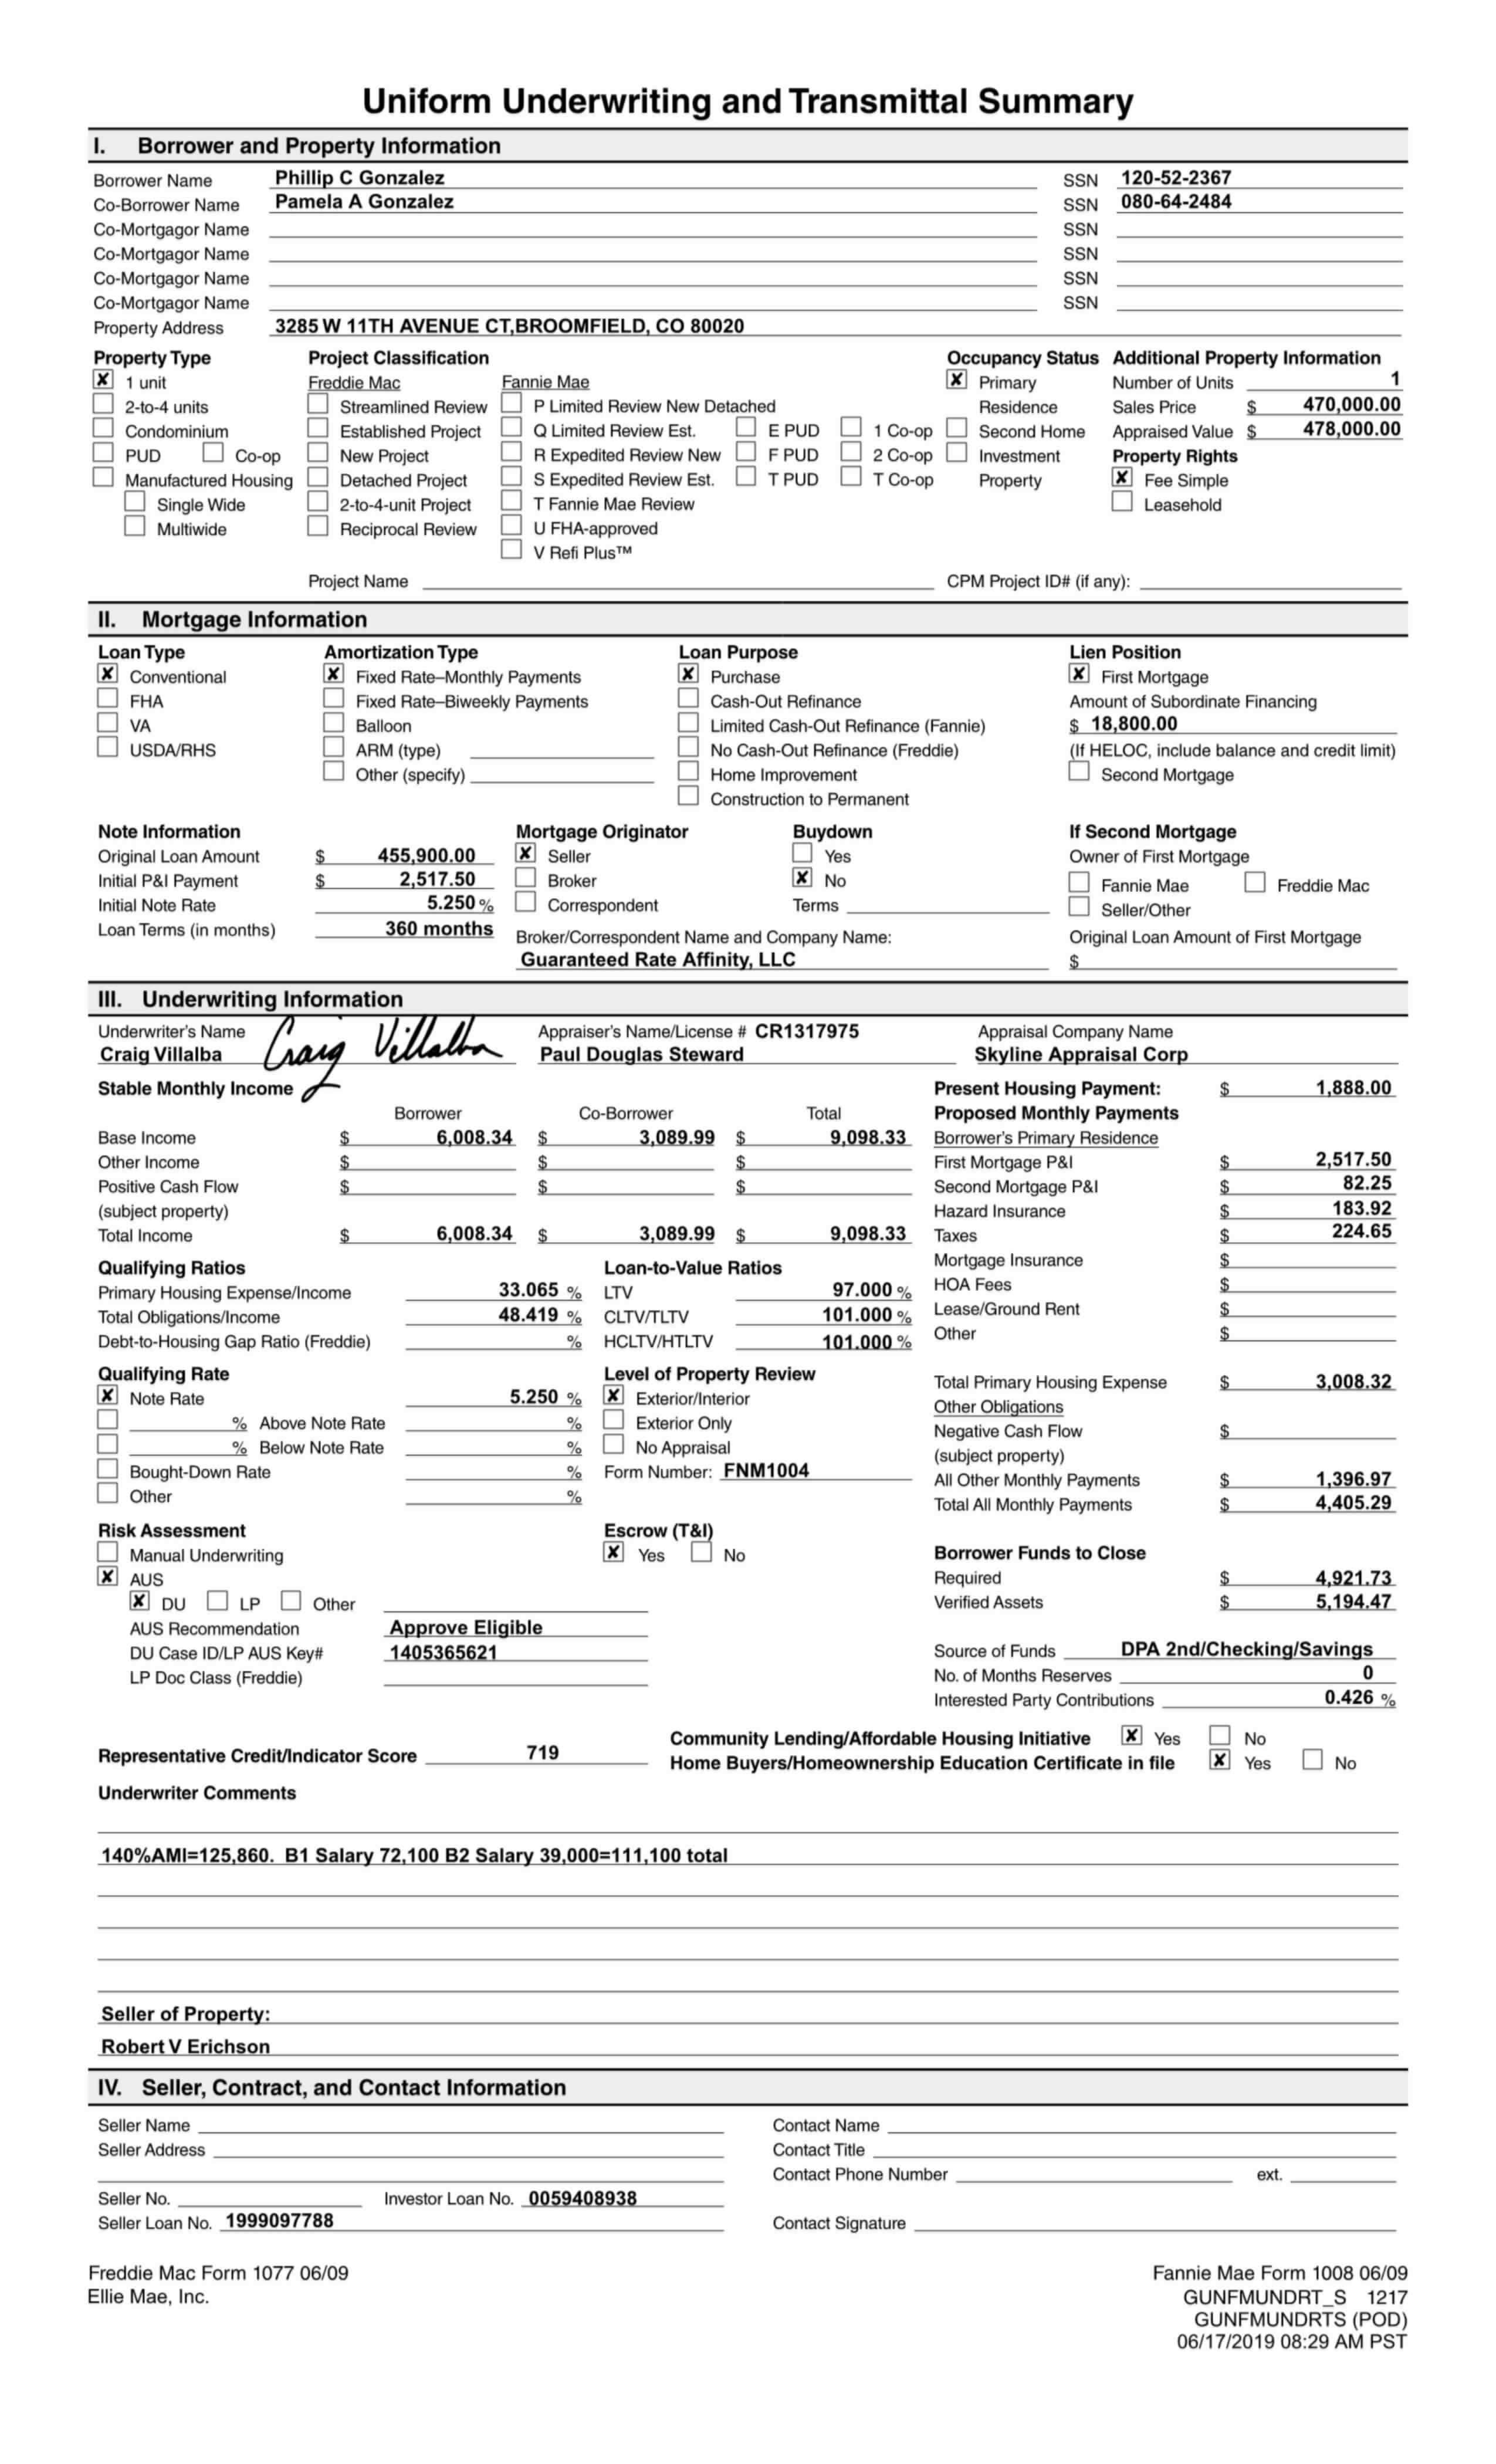 Uniform Underwriting and Transmittal Summary
I. Borrower and Property Information
Borrower Name Phillip C Gonzalez SSN 120-52-2367
Co-Borrower Name Pamela A Gonzalez SSN 080-64-2484
Co-Mortgagor Name SSN
Co-Mortgagor Name SSN
Co-Mortgagor Name SSN
Co-Mortgagor Name SSN
Property Address 3285 W 11TH AVENUE CT,BROOMFIELD, CO 80020
Property Type Project Classification Occupancy Status Additional Property Information
✘ 1 unit Freddie Mac Fannie Mae ✘ Primary Number of Units 1
2-to-4 units Streamlined Review P Limited Review New Detached Residence Sales Price $ 470,000.00
Condominium Established Project Q Limited Review Est. E PUD 1 Co-op Second Home Appraised Value $ 478,000.00
PUD Co-op New Project R Expedited Review New F PUD 2 Co-op Investment Property Rights
Manufactured Housing Detached Project S Expedited Review Est. T PUD T Co-op Property ✘ Fee Simple
Single Wide 2-to-4-unit Project T Fannie Mae Review Leasehold
Multiwide Reciprocal Review U FHA-approved
V Refi Plus™
Project Name CPM Project ID# (if any):
II. Mortgage Information
Loan Type Amortization Type Loan Purpose Lien Position
✘ Conventional ✘ Fixed Rate–Monthly Payments ✘ Purchase ✘ First Mortgage
FHA Fixed Rate–Biweekly Payments Cash-Out Refinance Amount of Subordinate Financing
VA Balloon Limited Cash-Out Refinance (Fannie) $ 18,800.00
USDA/RHS ARM (type) No Cash-Out Refinance (Freddie) (If HELOC, include balance and credit limit)
Other (specify) Home Improvement Second Mortgage
Construction to Permanent
Note Information Mortgage Originator Buydown If Second Mortgage
Original Loan Amount $ 455,900.00 ✘ Seller Yes Owner of First Mortgage
Initial P&I Payment $ 2,517.50 Broker ✘ No Fannie Mae Freddie Mac
Initial Note Rate 5.250 % Correspondent Terms Seller/Other
Loan Terms (in months) 360 months Broker/Correspondent Name and Company Name: Original Loan Amount of First Mortgage
Guaranteed Rate Affinity, LLC $
III. Underwriting Information
Underwriter's Name Craig Villalba Appraiser's Name/License # CR1317975 Appraisal Company Name
Craig Villalba Paul Douglas Steward Skyline Appraisal Corp
Stable Monthly Income Present Housing Payment: $ 1,888.00
Borrower Co-Borrower Total Proposed Monthly Payments
Base Income $ 6,008.34 $ 3,089.99 $ 9,098.33 Borrower's Primary Residence
Other Income $ $ $ First Mortgage P&I $ 2,517.50
Positive Cash Flow $ $ $ Second Mortgage P&I $ 82.25
(subject property) Hazard Insurance $ 183.92
Total Income $ 6,008.34 $ 3,089.99 $ 9,098.33 Taxes $ 224.65
Qualifying Ratios Loan-to-Value Ratios Mortgage Insurance $
Primary Housing Expense/Income 33.065 % LTV 97.000 % HOA Fees $
Total Obligations/Income 48.419 % CLTV/TLTV 101.000 % Lease/Ground Rent $
Debt-to-Housing Gap Ratio (Freddie) % HCLTV/HTLTV 101.000 % Other $
Qualifying Rate Level of Property Review Total Primary Housing Expense $ 3,008.32
✘ Note Rate 5.250 % ✘ Exterior/Interior Other Obligations
% Above Note Rate % Exterior Only Negative Cash Flow $
% Below Note Rate % No Appraisal (subject property)
Bought-Down Rate % Form Number: FNM1004 All Other Monthly Payments $ 1,396.97
Other % Total All Monthly Payments $ 4,405.29
Risk Assessment Escrow (T&I)
Manual Underwriting ✘ Yes No Borrower Funds to Close
✘ AUS Required $ 4,921.73
✘ DU LP Other Verified Assets $ 5,194.47
AUS Recommendation Approve Eligible
DU Case ID/LP AUS Key# 1405365621 Source of Funds DPA 2nd/Checking/Savings
LP Doc Class (Freddie) No. of Months Reserves 0
Interested Party Contributions 0.426 %
Community Lending/Affordable Housing Initiative ✘ Yes No
Representative Credit/Indicator Score 719 Home Buyers/Homeownership Education Certificate in file ✘ Yes No
Underwriter Comments
140%AMI=125,860. B1 Salary 72,100 B2 Salary 39,000=111,100 total
Seller of Property:
Robert V Erichson
IV. Seller, Contract, and Contact Information
Seller Name Contact Name
Seller Address Contact Title
Contact Phone Number ext.
Seller No. Investor Loan No. 0059408938
Seller Loan No. 1999097788 Contact Signature
Freddie Mac Form 1077 06/09 Fannie Mae Form 1008 06/09
Ellie Mae, Inc. GUNFMUNDRT_S 1217
GUNFMUNDRTS (POD)
06/17/2019 08:29 AM PST